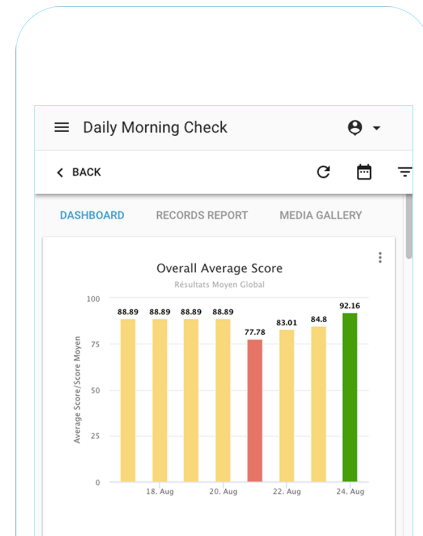 Daily Morning Check
BACK
DASHBOARD RECORDS REPORT MEDIA GALLERY
Overall Average Score
Résultats Moyen Global
Average Score/Score Moyen
100
75
50
25
0
88.89 88.89 88.89 88.89 77.78 83.01 84.8 92.16
18. Aug 20. Aug 22. Aug 24. Aug